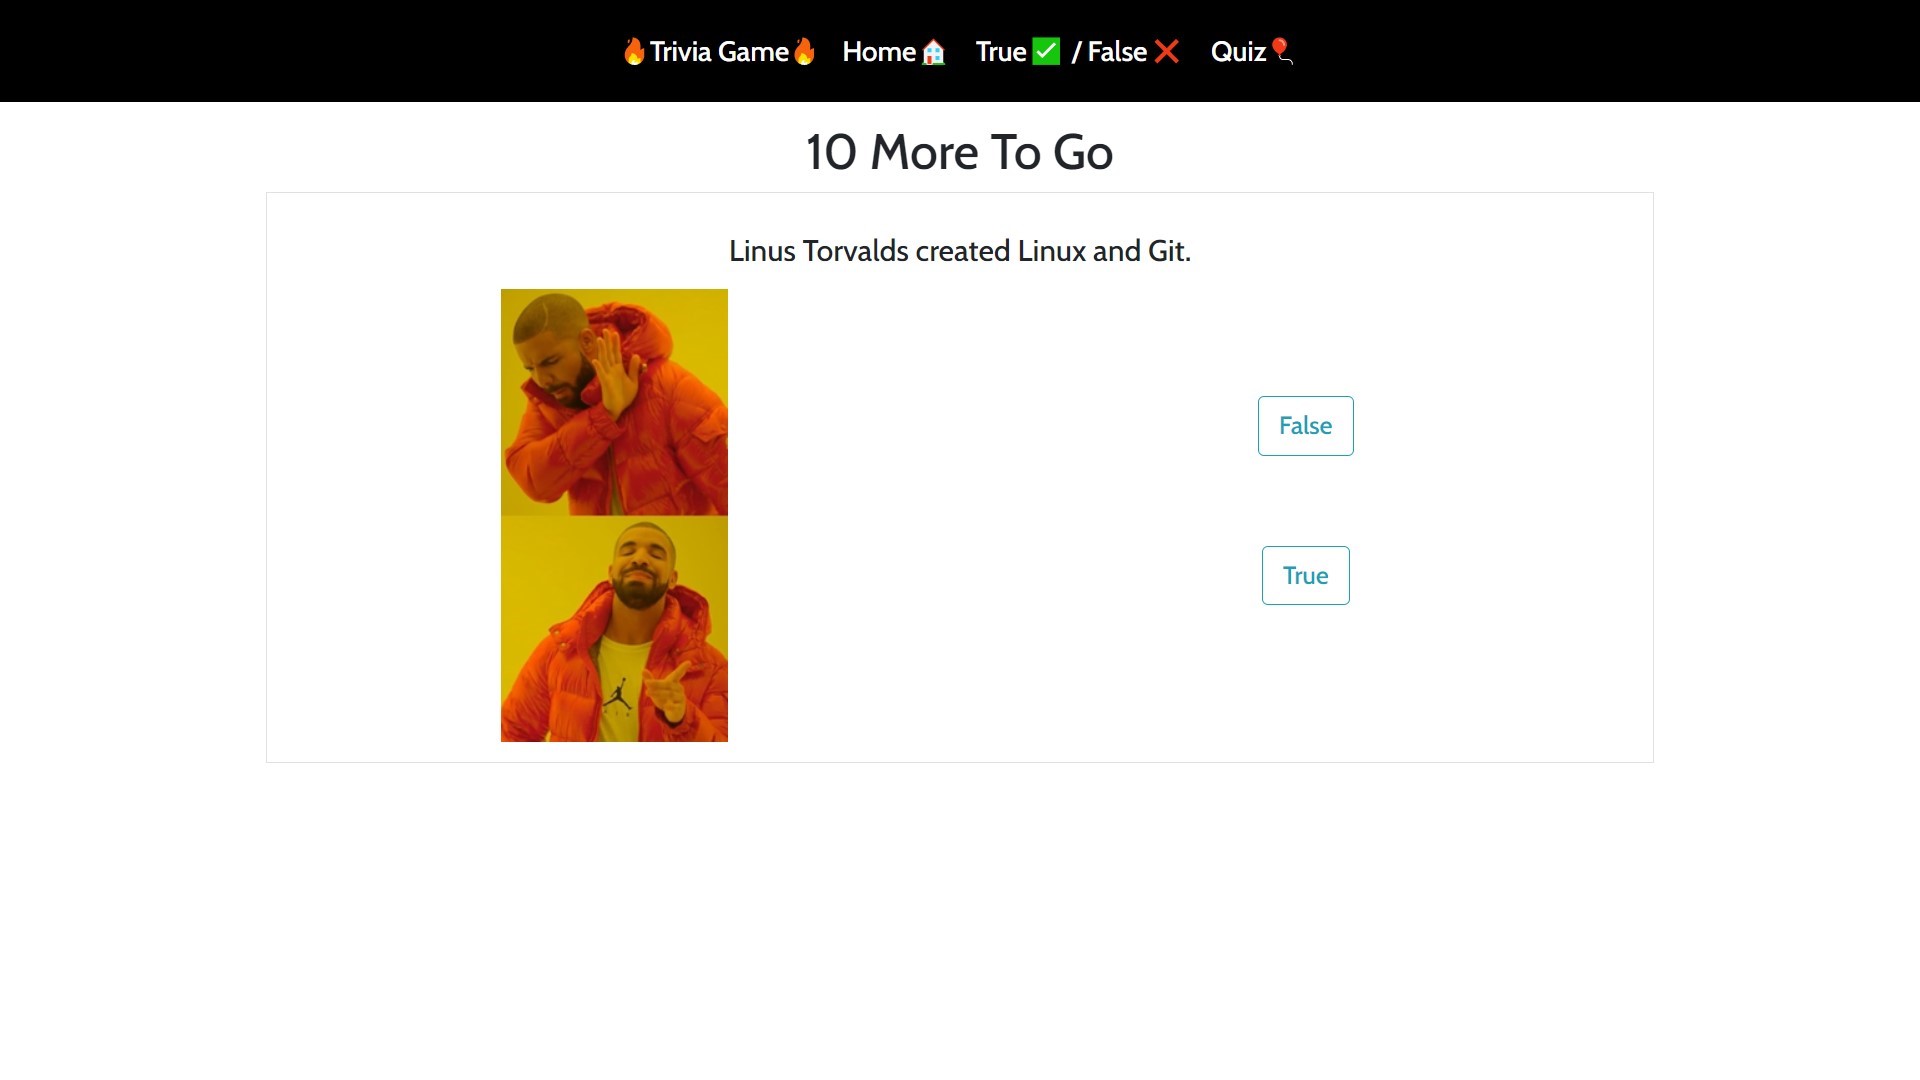 🔥Trivia Game🔥 Home🏠 True ✅ / False ❌ Quiz🎈
10 More To Go
Linus Torvalds created Linux and Git.
False
True